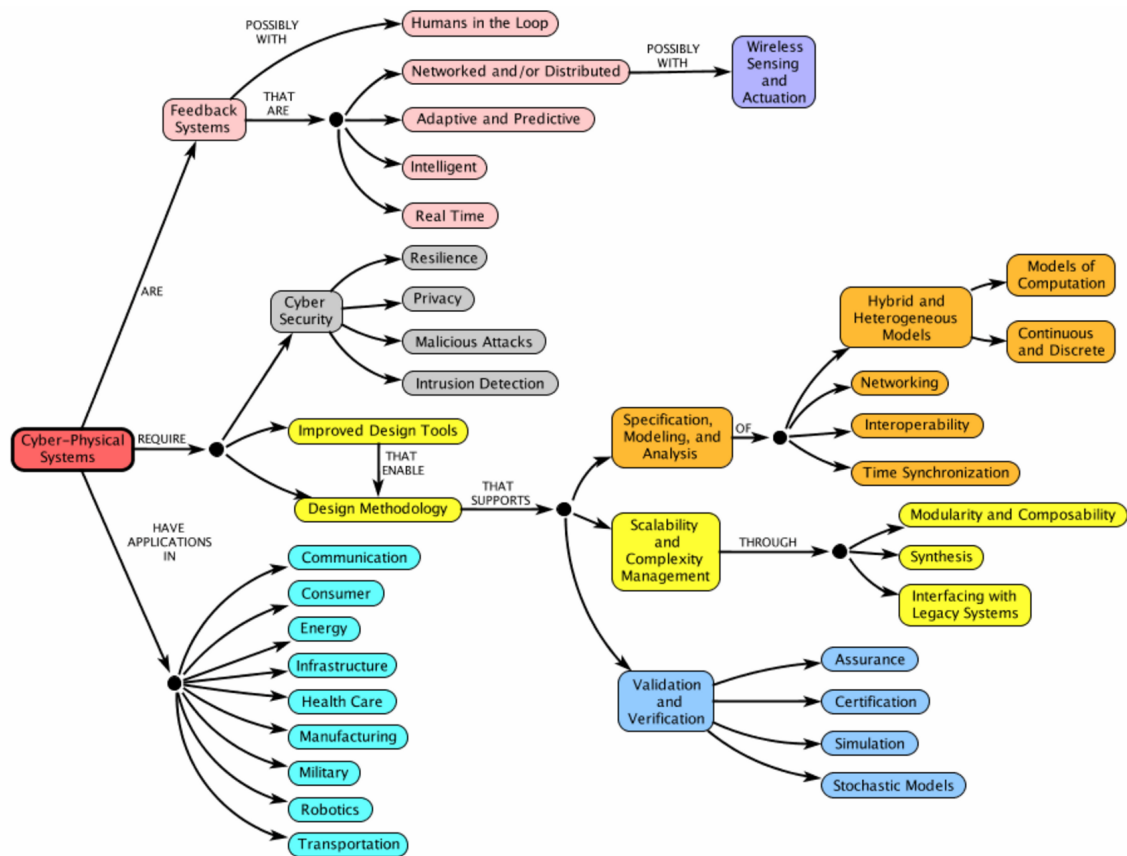 POSSIBLY
WITH
Humans in the Loop
Networked and/or Distributed
POSSIBLY
WITH
Wireless
Sensing
and
Actuation
Feedback
Systems
THAT
ARE
Adaptive and Predictive
Intelligent
Real Time
ARE
Cyber
Security
Resilience
Privacy
Malicious Attacks
Intrusion Detection
Cyber-Physical
Systems
REQUIRE
Improved Design Tools
THAT
ENABLE
Design Methodology
THAT
SUPPORTS
Specification,
Modeling, and
Analysis
OF
Hybrid and
Heterogeneous
Models
Models of
Computation
Continuous
and Discrete
Networking
Interoperability
Time Synchronization
Scalability
and
Complexity
Management
THROUGH
Modularity and Composability
Synthesis
Interfacing with
Legacy Systems
Validation
and
Verification
Assurance
Certification
Simulation
Stochastic Models
HAVE
APPLICATIONS
IN
Communication
Consumer
Energy
Infrastructure
Health Care
Manufacturing
Military
Robotics
Transportation